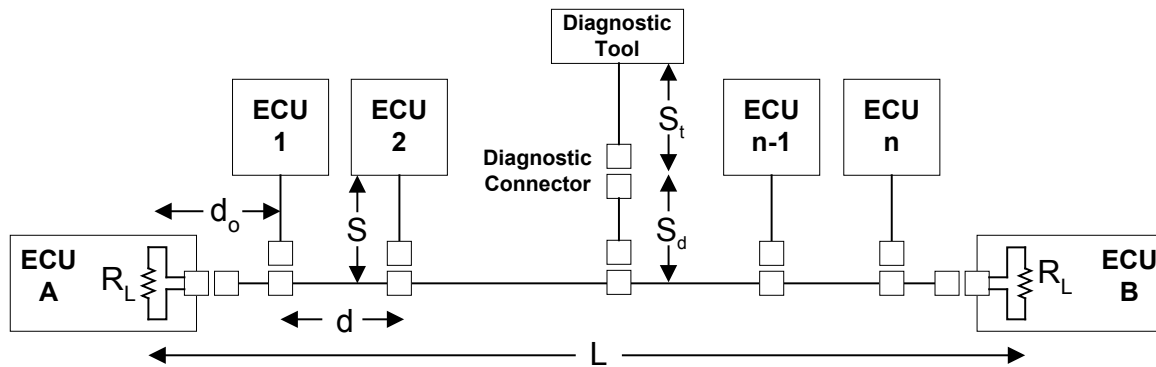 Diagnostic
Tool
ECU
1
ECU
2
ECU
n-1
ECU
n
Diagnostic
Connector
St
Sd
S
do
d
ECU
A
RL
RL
ECU
B
L